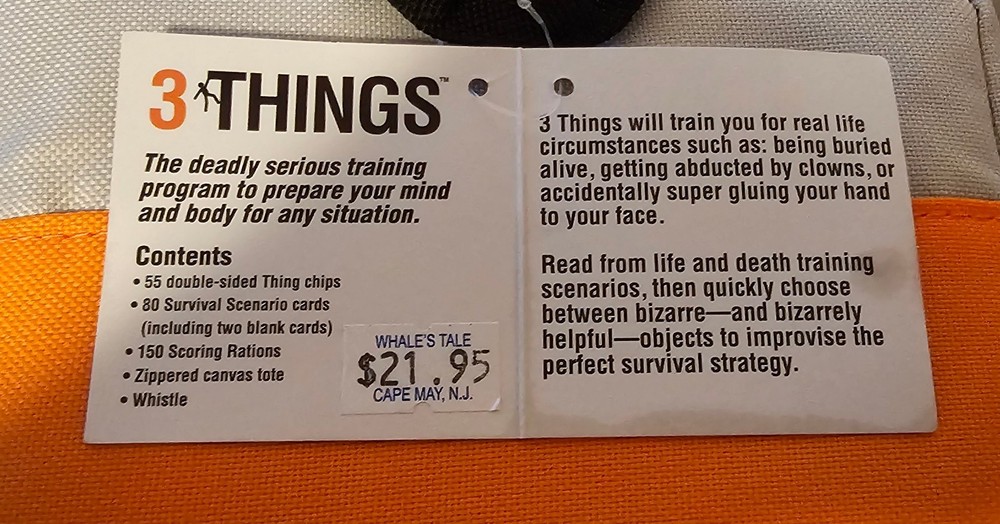 3 THINGS™
The deadly serious training
program to prepare your mind
and body for any situation.
Contents
• 55 double-sided Thing chips
• 80 Survival Scenario cards
(including two blank cards)
• 150 Scoring Rations
• Zippered canvas tote
• Whistle
WHALE'S TALE
$21.95
CAPE MAY, N.J.
3 Things will train you for real life
circumstances such as: being buried
alive, getting abducted by clowns, or
accidentally super gluing your hand
to your face.
Read from life and death training
scenarios, then quickly choose
between bizarre—and bizarrely
helpful—objects to improvise the
perfect survival strategy.